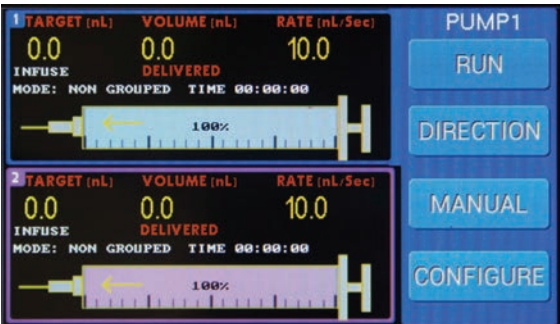 1 TARGET [nL] VOLUME [nL] RATE [nL/Sec]
0.0 0.0 10.0
INFUSE DELIVERED
MODE: NON GROUPED TIME 00:00:00
100%
2 TARGET [nL] VOLUME [nL] RATE [nL/Sec]
0.0 0.0 10.0
INFUSE DELIVERED
MODE: NON GROUPED TIME 00:00:00
100%
PUMP1
RUN
DIRECTION
MANUAL
CONFIGURE